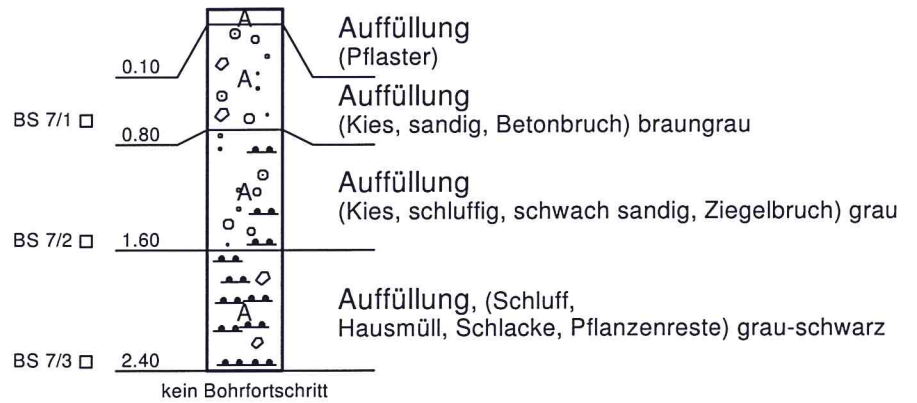 A
Auffüllung
(Pflaster)
0.10
A
Auffüllung
(Kies, sandig, Betonbruch) braungrau
BS 7/1
0.80
A
Auffüllung
(Kies, schluffig, schwach sandig, Ziegelbruch) grau
BS 7/2
1.60
A
Auffüllung, (Schluff,
Hausmüll, Schlacke, Pflanzenreste) grau-schwarz
BS 7/3
2.40
kein Bohrfortschritt